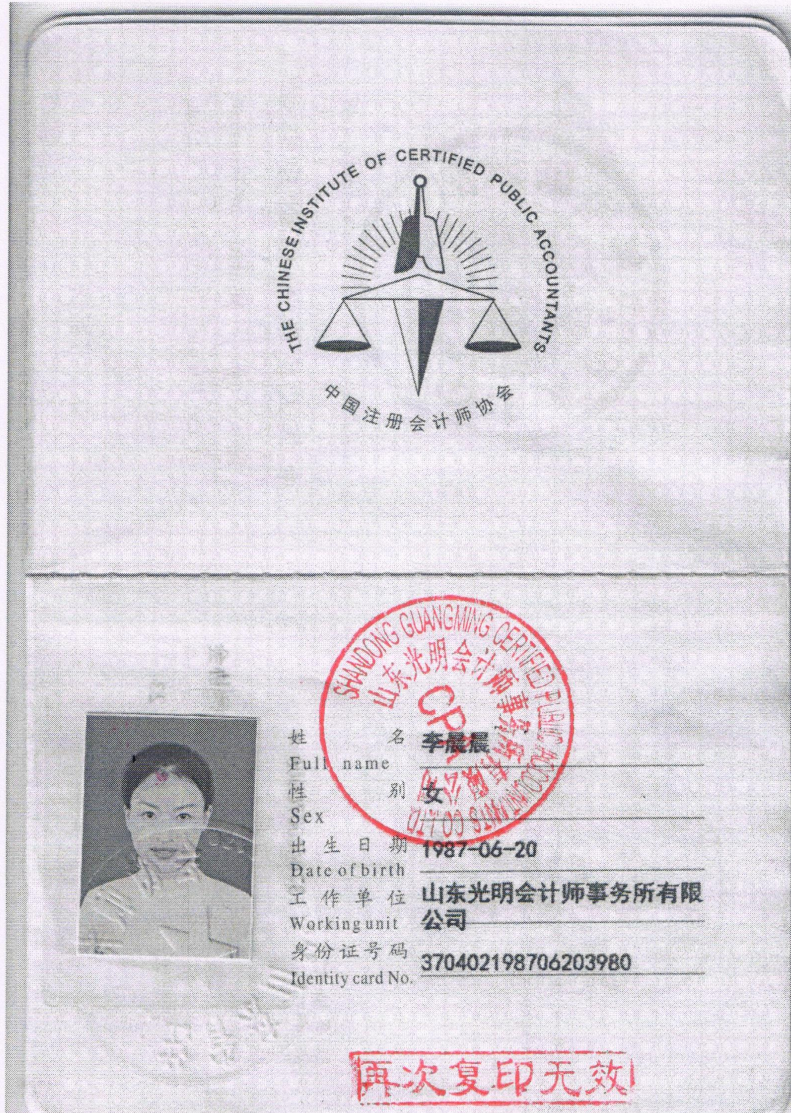 THE CHINESE INSTITUTE OF CERTIFIED PUBLIC ACCOUNTANTS
中国注册会计师协会
SHANDONG GUANGMING CERTIFIED PUBLIC ACCOUNTANTS CO.LTD
山东光明会计师事务所有限公司
CPA
姓名 李晨晨
Full name
性别 女
Sex
出生日期 1987-06-20
Date of birth
工作单位 山东光明会计师事务所有限
Working unit 公司
身份证号码 370402198706203980
Identity card No.
再次复印无效